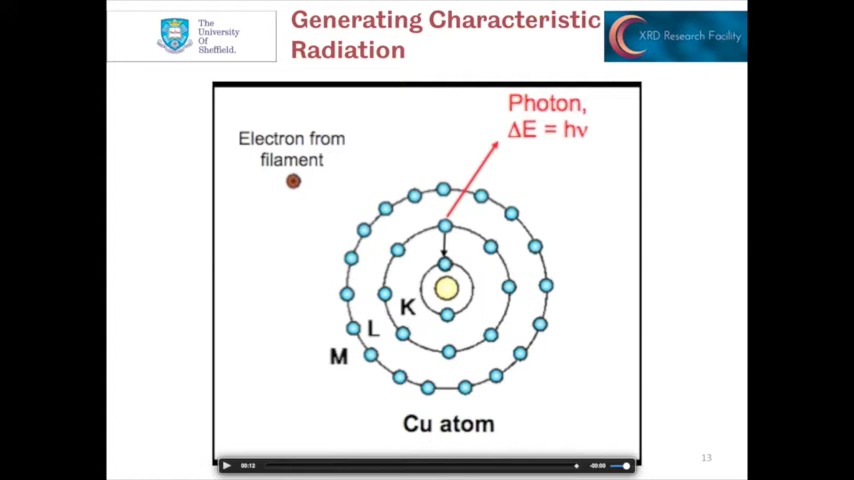 The
University
Of
Sheffield.
Generating Characteristic
Radiation
XRD Research Facility
Photon,
ΔE = hν
Electron from
filament
K
L
M
Cu atom
00:12
-00:00
13